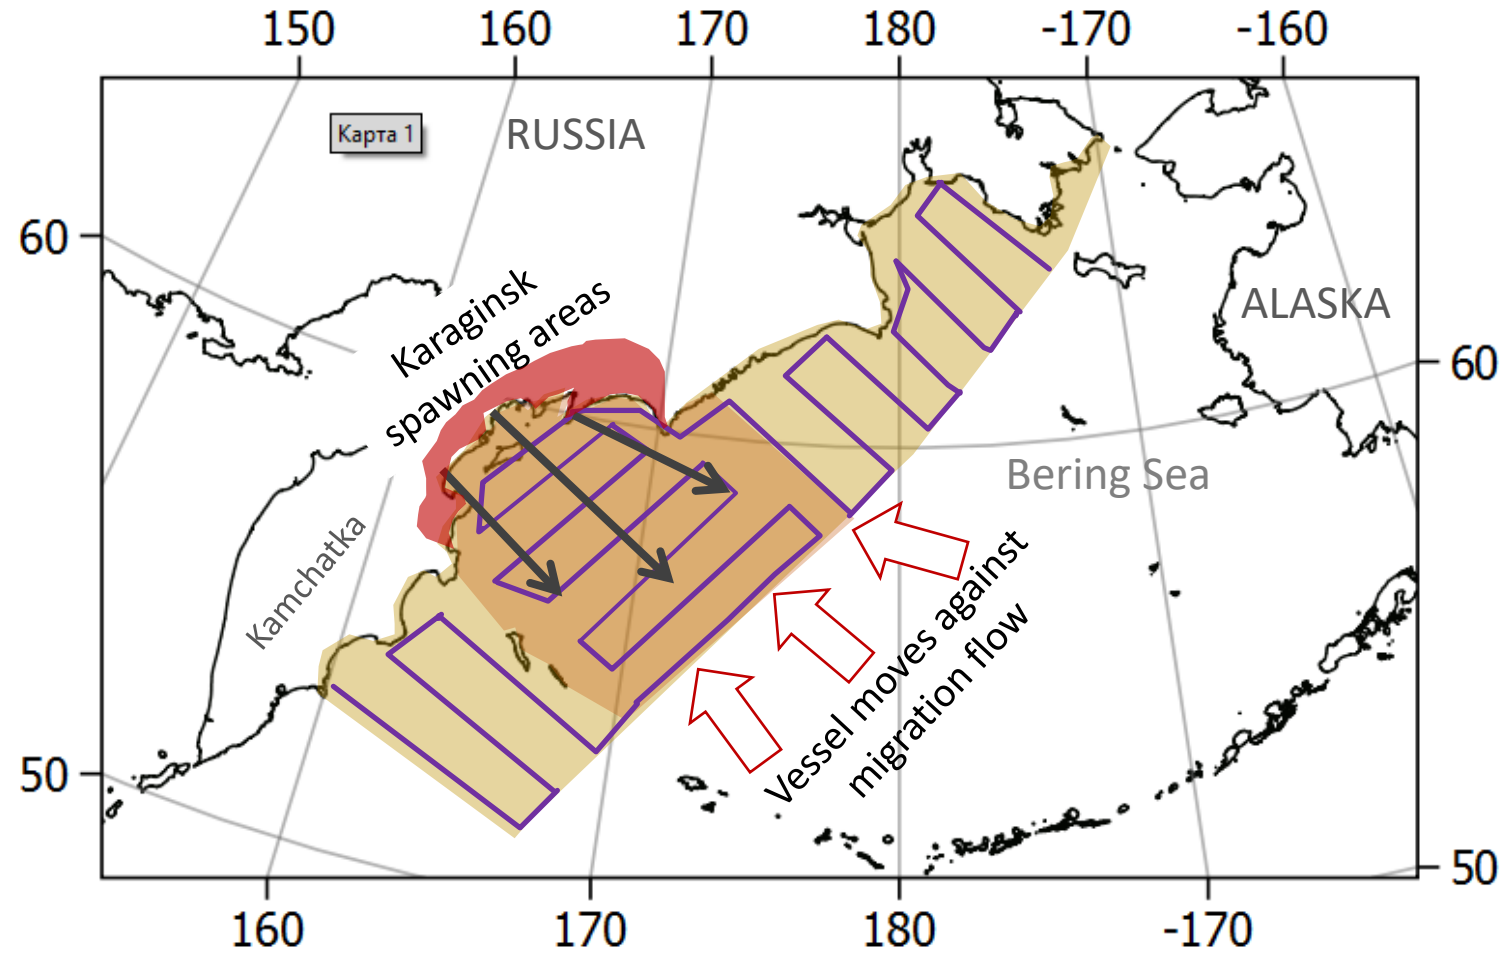 150 160 170 180 -170 -160
RUSSIA
Карта 1
60
Karaginsk
spawning areas
ALASKA
60
Bering Sea
Kamchatka
Vessel moves against
migration flow
50
50
160 170 180 -170